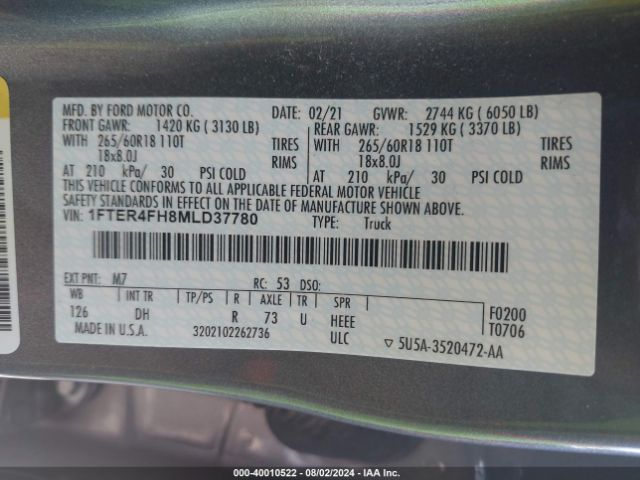 MFD. BY FORD MOTOR CO. DATE: 02/21 GVWR: 2744 KG ( 6050 LB)
FRONT GAWR: 1420 KG ( 3130 LB) REAR GAWR: 1529 KG ( 3370 LB)
WITH 265/60R18 110T TIRES WITH 265/60R18 110T TIRES
18x8.0J RIMS 18x8.0J RIMS
AT 210 kPa/ 30 PSI COLD AT 210 kPa/ 30 PSI COLD
THIS VEHICLE CONFORMS TO ALL APPLICABLE FEDERAL MOTOR VEHICLE
SAFETY STANDARDS IN EFFECT ON THE DATE OF MANUFACTURE SHOWN ABOVE.
VIN: 1FTER4FH8MLD37780 TYPE: Truck
EXT PNT: M7 RC: 53 DSO:
WB INT TR TP/PS R AXLE TR SPR
126 DH R 73 U HEEE F0200
ULC T0706
MADE IN U.S.A. 3202102262736 ▽ 5U5A-3520472-AA
000-40010522 - 08/02/2024 - IAAI.com